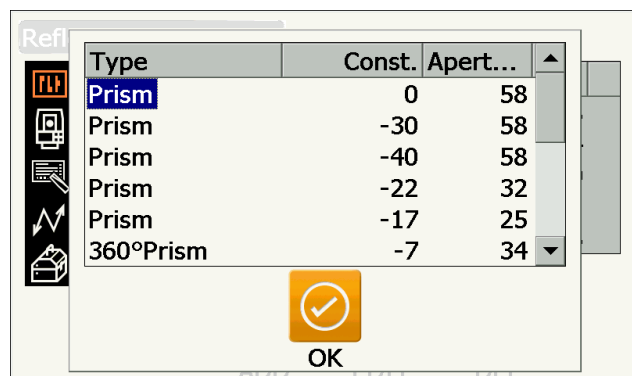 Refl
Type Const. Apert...
Prism 0 58
Prism -30 58
Prism -40 58
Prism -22 32
Prism -17 25
360°Prism -7 34
OK